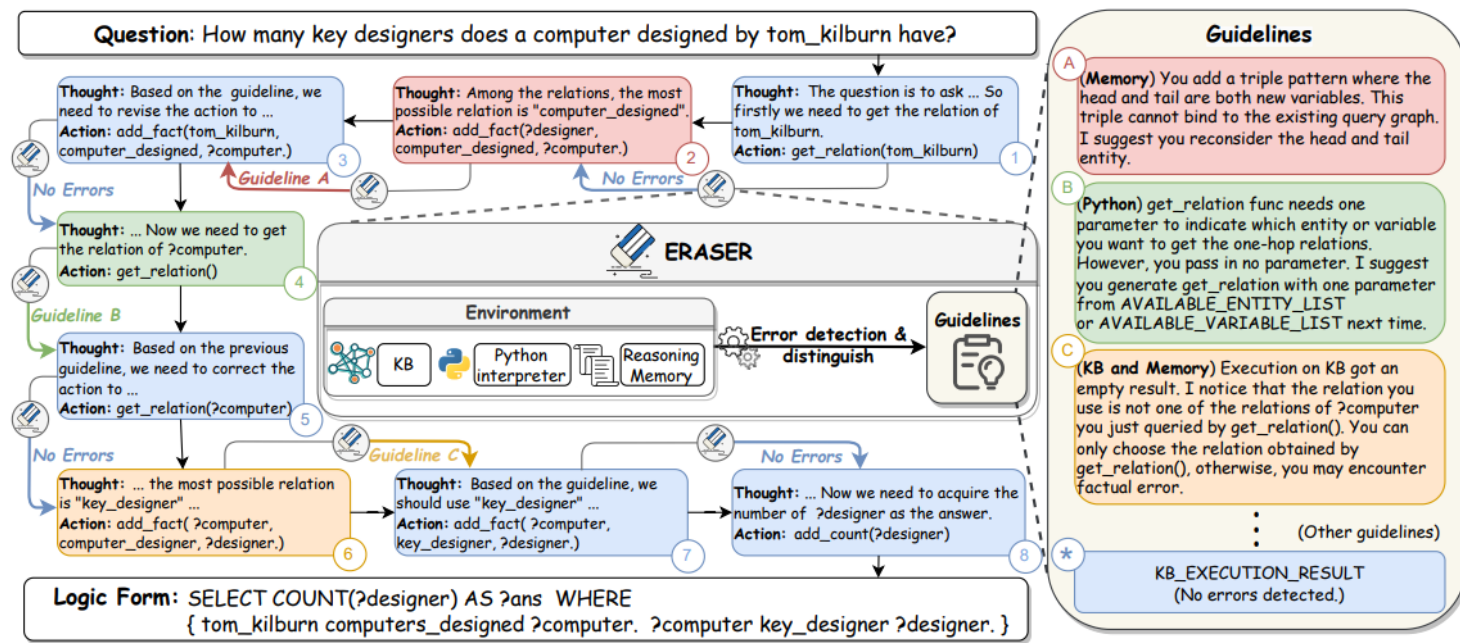 Question: How many key designers does a computer designed by tom_kilburn have?
Thought: The question is to ask ... So
firstly we need to get the relation of
tom_kilburn.
Action: get_relation(tom_kilburn)
1
No Errors
Thought: Among the relations, the most
possible relation is "computer_designed".
Action: add_fact(?designer,
computer_designed, ?computer.)
2
Guideline A
Thought: Based on the guideline, we
need to revise the action to ...
Action: add_fact(tom_kilburn,
computer_designed, ?computer.)
3
No Errors
Thought: ... Now we need to get
the relation of ?computer.
Action: get_relation()
4
Guideline B
Thought: Based on the previous
guideline, we need to correct the
action to ...
Action: get_relation(?computer)
5
No Errors
Thought: ... the most possible relation
is "key_designer" ...
Action: add_fact( ?computer,
computer_designer, ?designer.)
6
Guideline C
Thought: Based on the guideline, we
should use "key_designer" ...
Action: add_fact( ?computer,
key_designer, ?designer.)
7
No Errors
Thought: ... Now we need to acquire the
number of ?designer as the answer.
Action: add_count(?designer)
8
ERASER
Environment
KB
Python
interpreter
Reasoning
Memory
Error detection &
distinguish
Guidelines
Logic Form: SELECT COUNT(?designer) AS ?ans WHERE
{ tom_kilburn computers_designed ?computer. ?computer key_designer ?designer. }
Guidelines
A
(Memory) You add a triple pattern where the
head and tail are both new variables. This
triple cannot bind to the existing query graph.
I suggest you reconsider the head and tail
entity.
B
(Python) get_relation func needs one
parameter to indicate which entity or variable
you want to get the one-hop relations.
However, you pass in no parameter. I suggest
you generate get_relation with one parameter
from AVAILABLE_ENTITY_LIST
or AVAILABLE_VARIABLE_LIST next time.
C
(KB and Memory) Execution on KB got an
empty result. I notice that the relation you
use is not one of the relations of ?computer
you just queried by get_relation(). You can
only choose the relation obtained by
get_relation(), otherwise, you may encounter
factual error.
(Other guidelines)
*
KB_EXECUTION_RESULT
(No errors detected.)